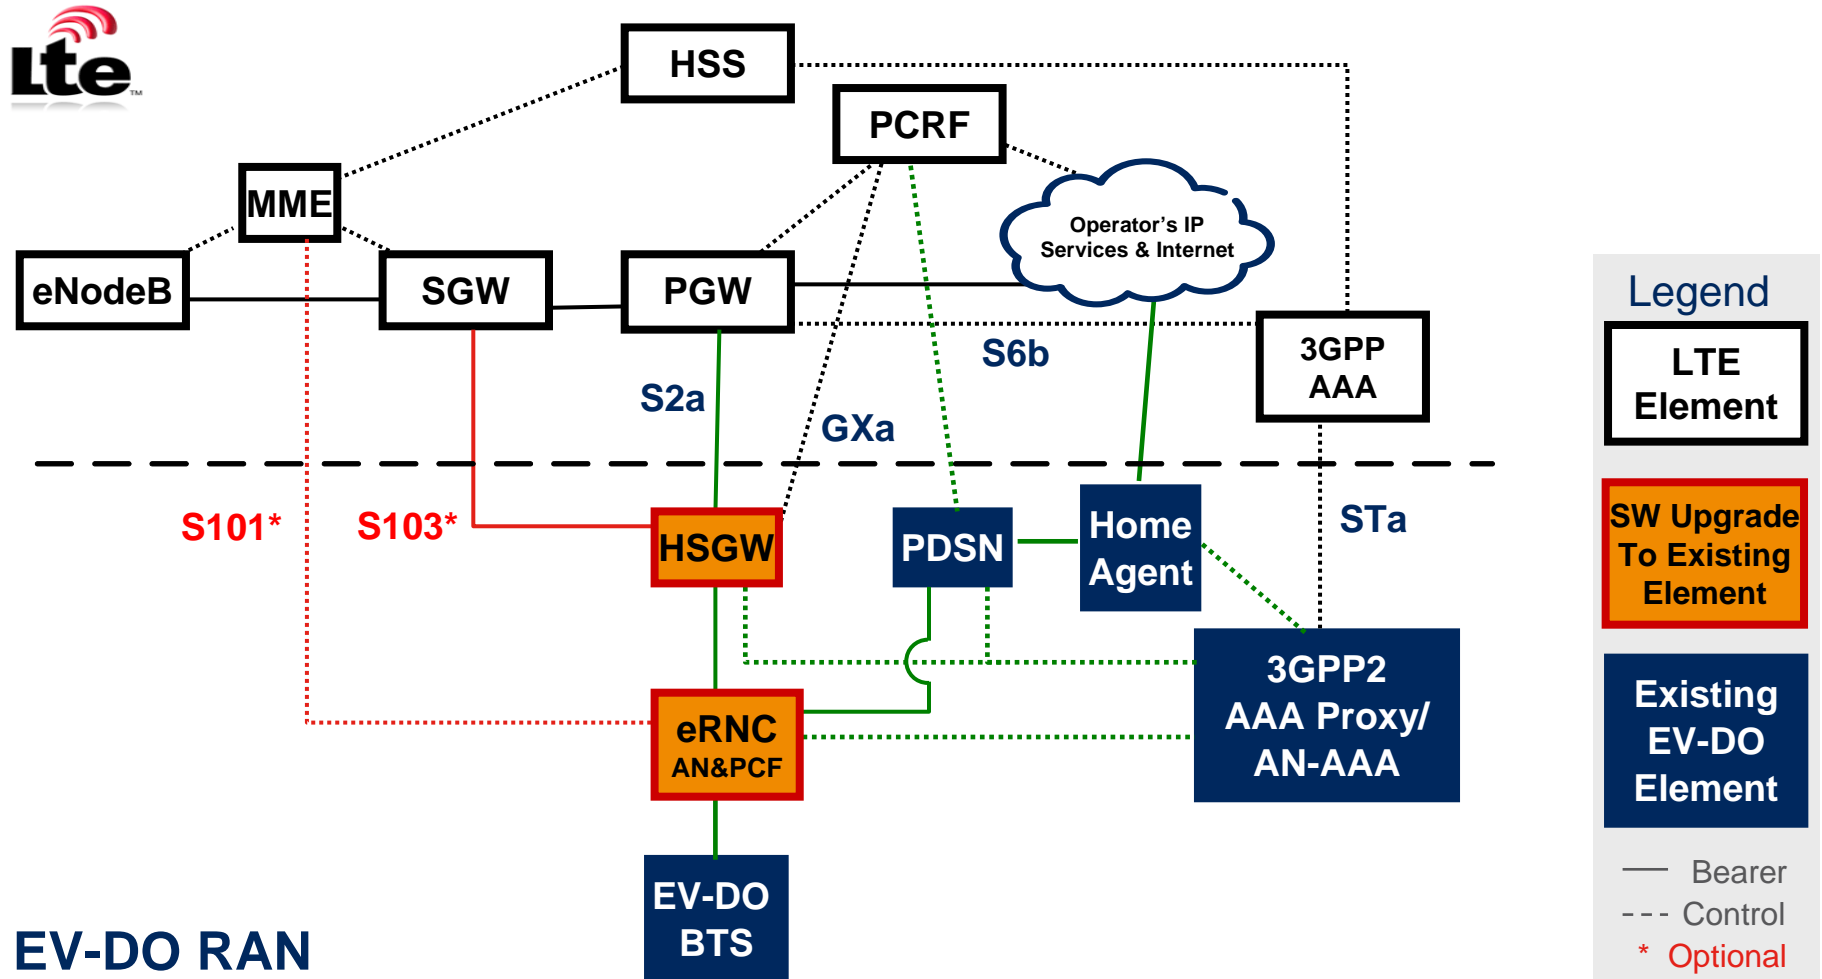 Lte
TM
HSS
PCRF
MME
Operator's IP
Services & Internet
eNodeB
SGW
PGW
S6b
3GPP
AAA
S2a
GXa
S101*
S103*
HSGW
PDSN
Home
Agent
STa
eRNC
AN&PCF
3GPP2
AAA Proxy/
AN-AAA
EV-DO
BTS
EV-DO RAN
Legend
LTE
Element
SW Upgrade
To Existing
Element
Existing
EV-DO
Element
Bearer
Control
* Optional